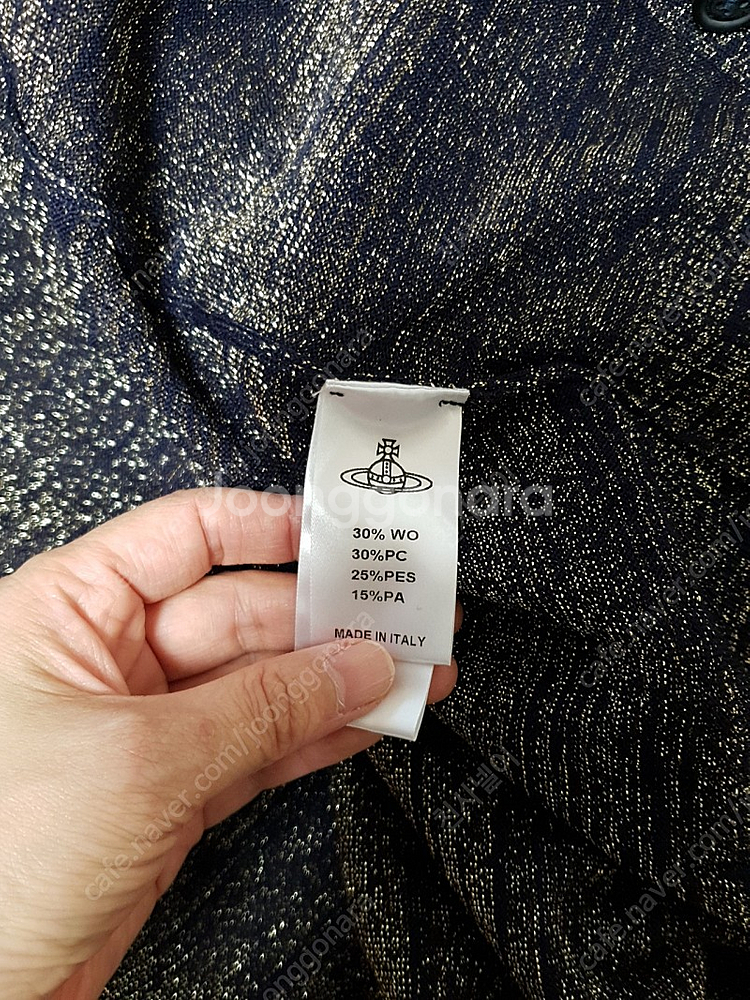 Joonggonara
30% WO
30%PC
25%PES
15%PA
MADE IN ITALY
cafe.naver.com/joonggonara